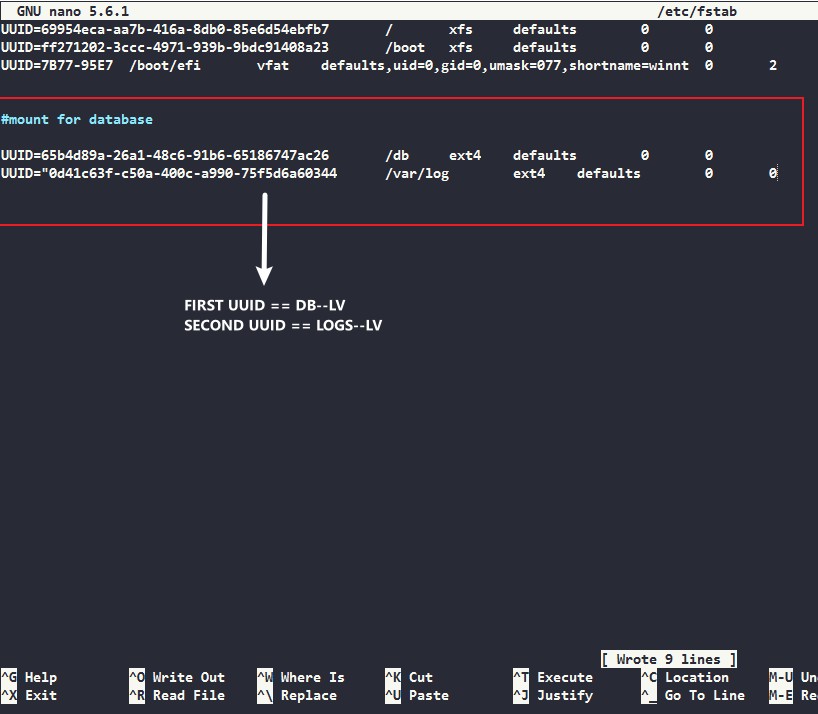 GNU nano 5.6.1 /etc/fstab
UUID=69954eca-aa7b-416a-8db0-85e6d54ebfb7 / xfs defaults 0 0
UUID=ff271202-3ccc-4971-939b-9bdc91408a23 /boot xfs defaults 0 0
UUID=7B77-95E7 /boot/efi vfat defaults,uid=0,gid=0,umask=077,shortname=winnt 0 2
#mount for database
UUID=65b4d89a-26a1-48c6-91b6-65186747ac26 /db ext4 defaults 0 0
UUID="0d41c63f-c50a-400c-a990-75f5d6a60344 /var/log ext4 defaults 0 0
FIRST UUID == DB--LV
SECOND UUID == LOGS--LV
[ Wrote 9 lines ]
^G Help ^O Write Out ^W Where Is ^K Cut ^T Execute ^C Location M-U Un
^X Exit ^R Read File ^\ Replace ^U Paste ^J Justify ^_ Go To Line M-E Re